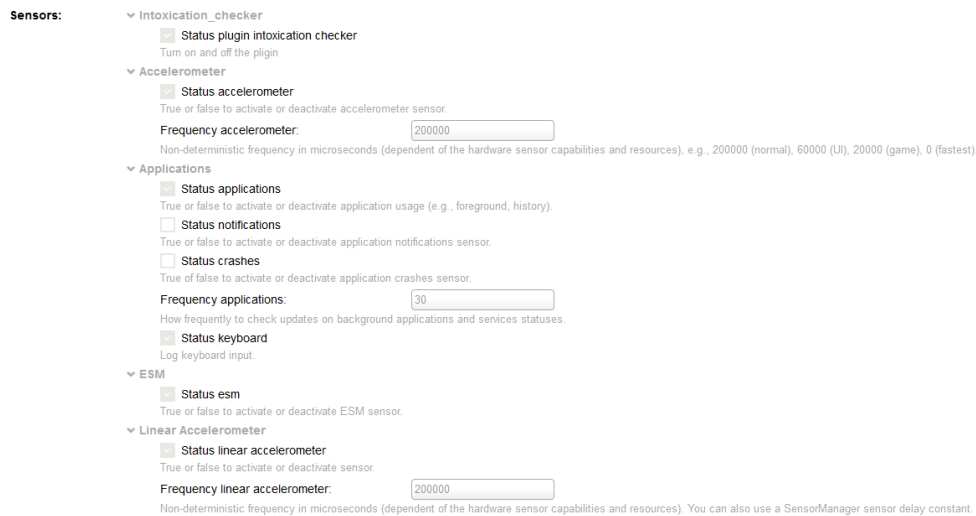 Sensors:
Intoxication_checker
Status plugin intoxication checker
Turn on and off the pligin
Accelerometer
Status accelerometer
True or false to activate or deactivate accelerometer sensor.
Frequency accelerometer: 200000
Non-deterministic frequency in microseconds (dependent of the hardware sensor capabilities and resources), e.g., 200000 (normal), 60000 (UI), 20000 (game), 0 (fastest)
Applications
Status applications
True or false to activate or deactivate application usage (e.g., foreground, history).
Status notifications
True or false to activate or deactivate application notifications sensor.
Status crashes
True of false to activate or deactivate application crashes sensor.
Frequency applications: 30
How frequently to check updates on background applications and services statuses.
Status keyboard
Log keyboard input.
ESM
Status esm
True or false to activate or deactivate ESM sensor.
Linear Accelerometer
Status linear accelerometer
True or false to activate or deactivate sensor.
Frequency linear accelerometer: 200000
Non-deterministic frequency in microseconds (dependent of the hardware sensor capabilities and resources). You can also use a SensorManager sensor delay constant.